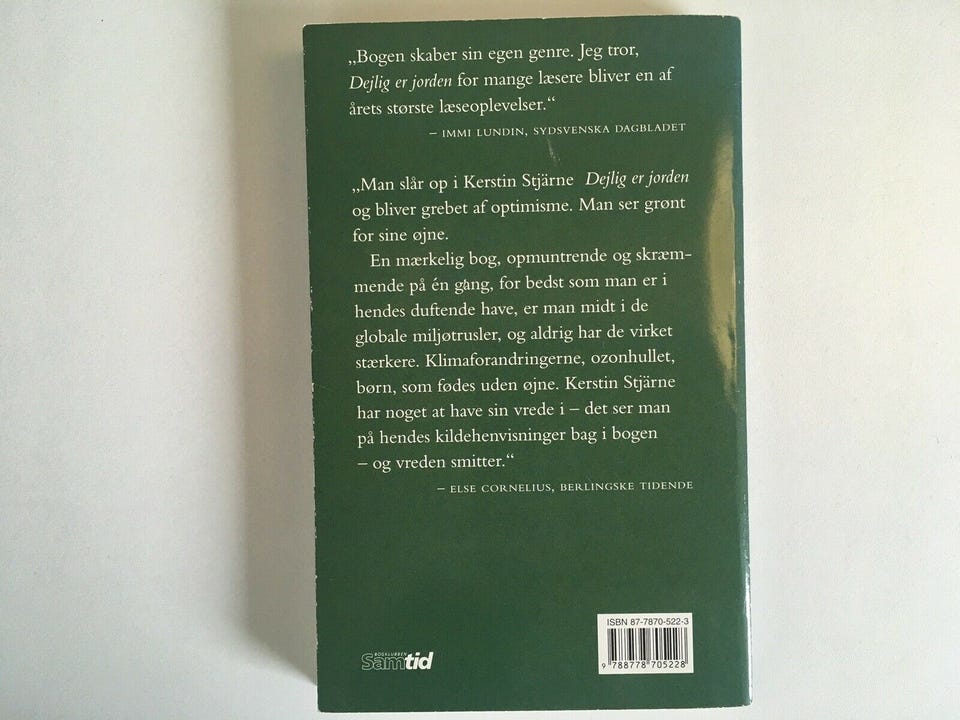 „Bogen skaber sin egen genre. Jeg tror,
Dejlig er jorden for mange læsere bliver en af
årets største læseoplevelser.“
– IMMI LUNDIN, SYDSVENSKA DAGBLADET
„Man slår op i Kerstin Stjärne Dejlig er jorden
og bliver grebet af optimisme. Man ser grønt
for sine øjne.
En mærkelig bog, opmuntrende og skræm-
mende på én gang, for bedst som man er i
hendes duftende have, er man midt i de
globale miljøtrusler, og aldrig har de virket
stærkere. Klimaforandringerne, ozonhullet,
børn, som fødes uden øjne. Kerstin Stjärne
har noget at have sin vrede i – det ser man
på hendes kildehenvisninger bag i bogen
– og vreden smitter.“
– ELSE CORNELIUS, BERLINGSKE TIDENDE
BOGKLUBBEN
Samtid
ISBN 87-7870-522-3
9 788778 705228